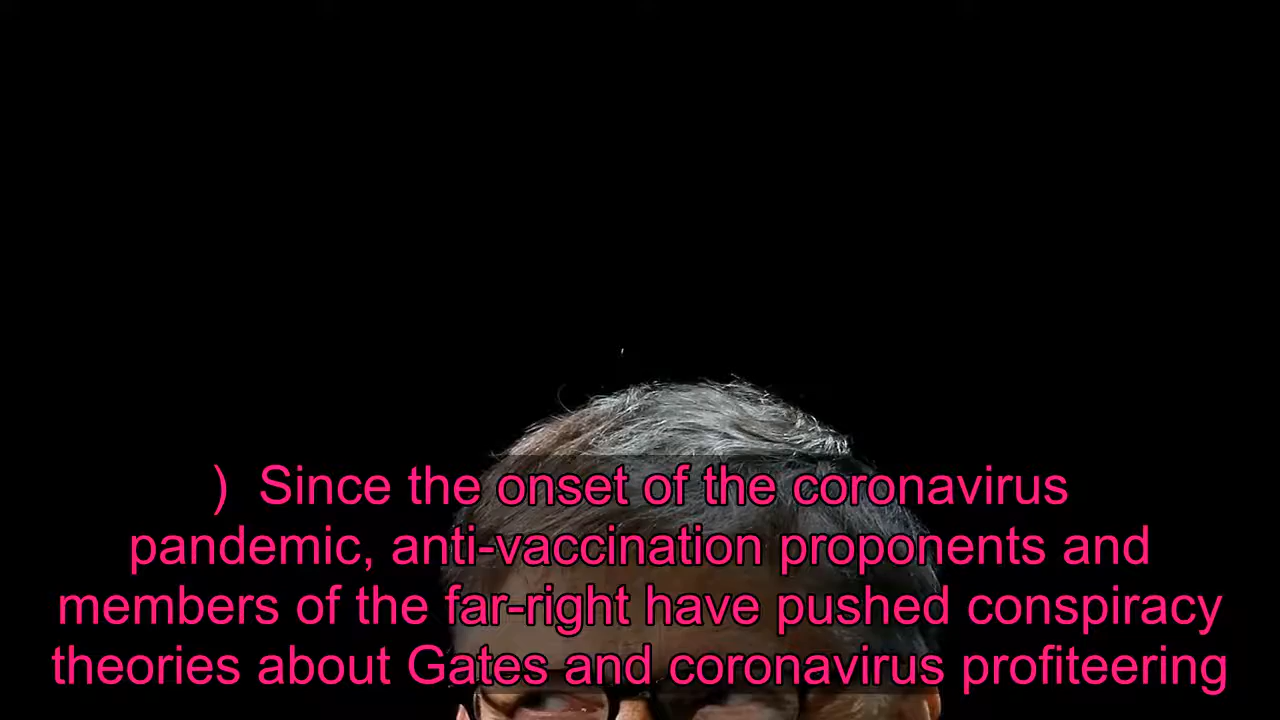 )  Since the onset of the coronavirus
pandemic, anti-vaccination proponents and
members of the far-right have pushed conspiracy
theories about Gates and coronavirus profiteering